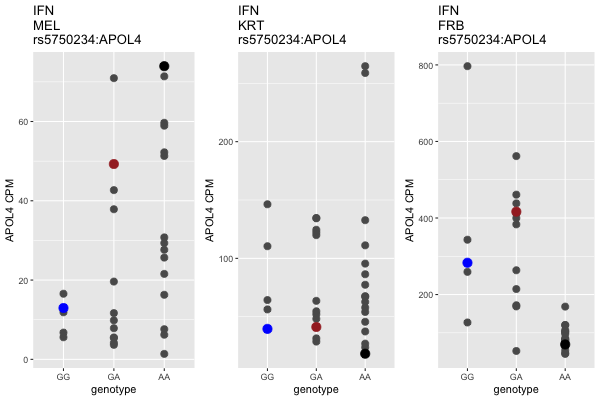 IFN
MEL
rs5750234:APOL4
APOL4 CPM
60
40
20
0
GG
GA
AA
genotype
IFN
KRT
rs5750234:APOL4
APOL4 CPM
200
100
GG
GA
AA
genotype
IFN
FRB
rs5750234:APOL4
APOL4 CPM
800
600
400
200
GG
GA
AA
genotype